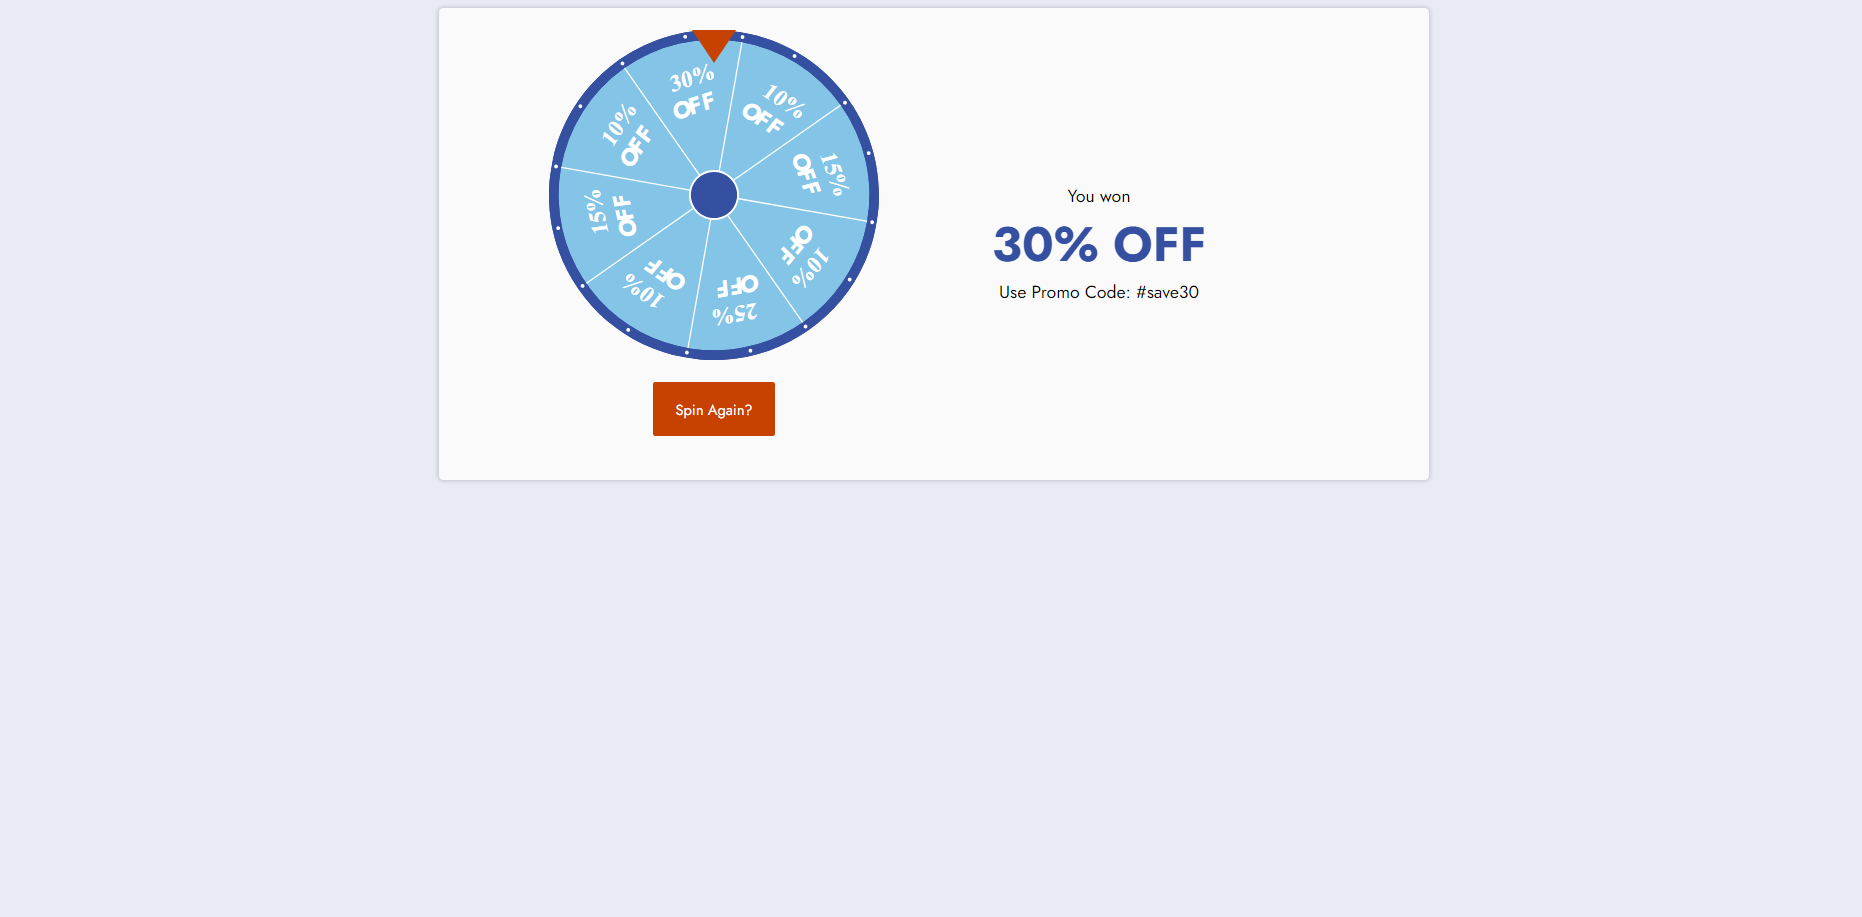 30%
OFF
10%
OFF
15%
OFF
10%
OFF
25%
OFF
10%
OFF
15%
OFF
10%
OFF
You won
30% OFF
Use Promo Code: #save30
Spin Again?